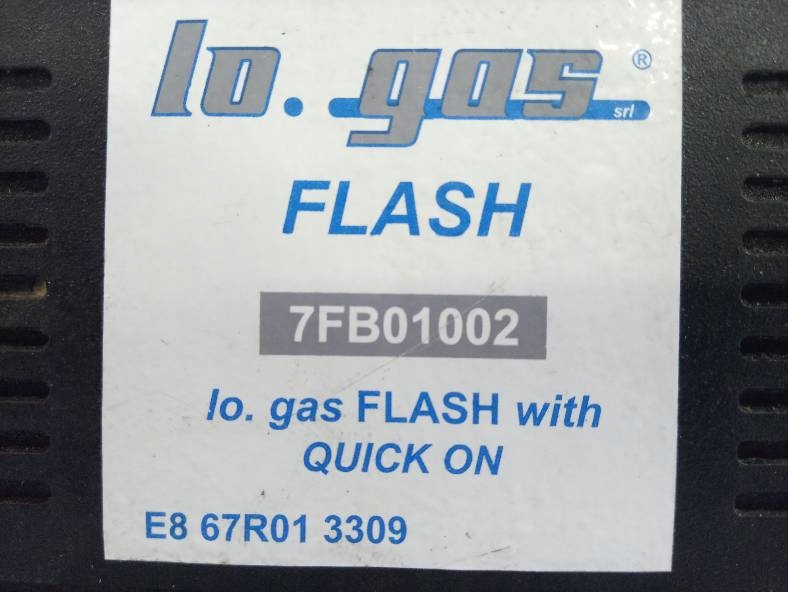 lo. gas ®
srl
FLASH
7FB01002
lo. gas FLASH with
QUICK ON
E8 67R01 3309